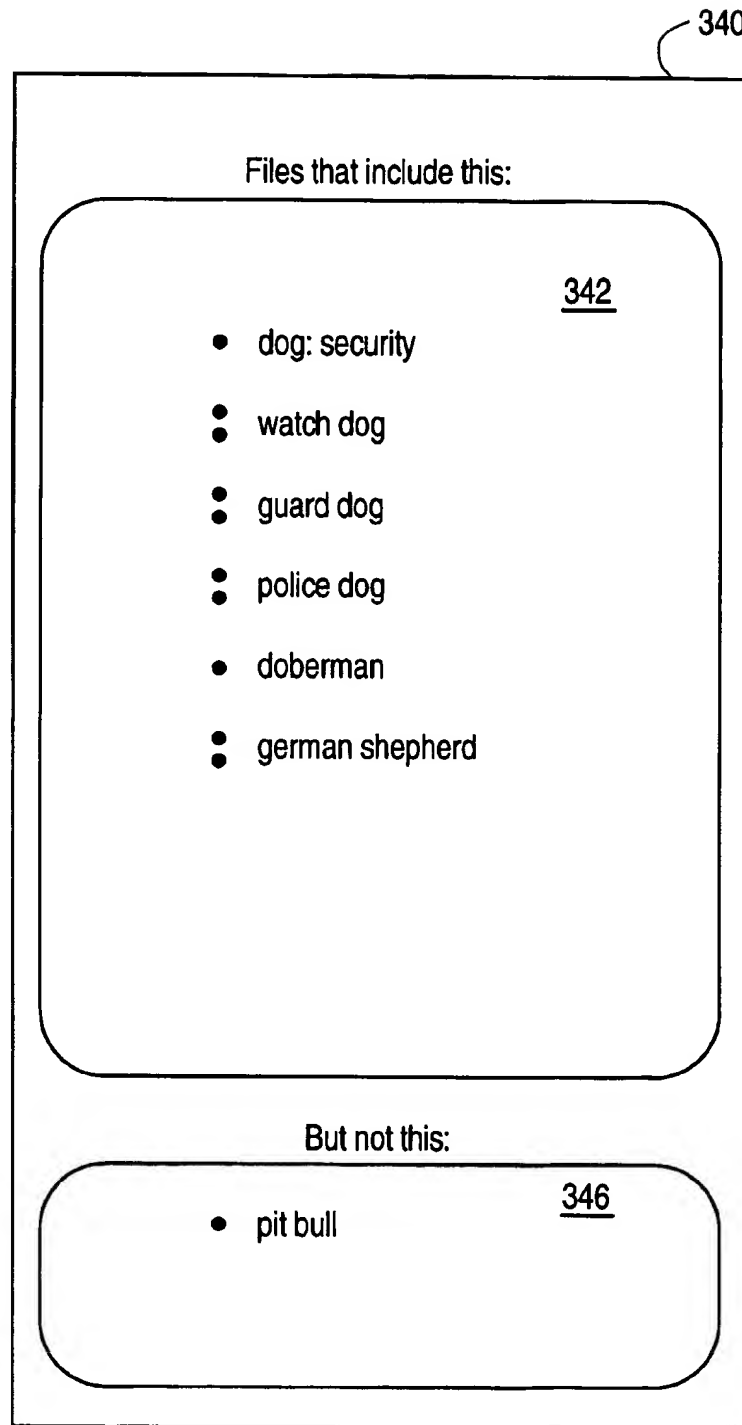 340
Files that include this:
342
• dog: security
: watch dog
: guard dog
: police dog
• doberman
: german shepherd
But not this:
346
• pit bull